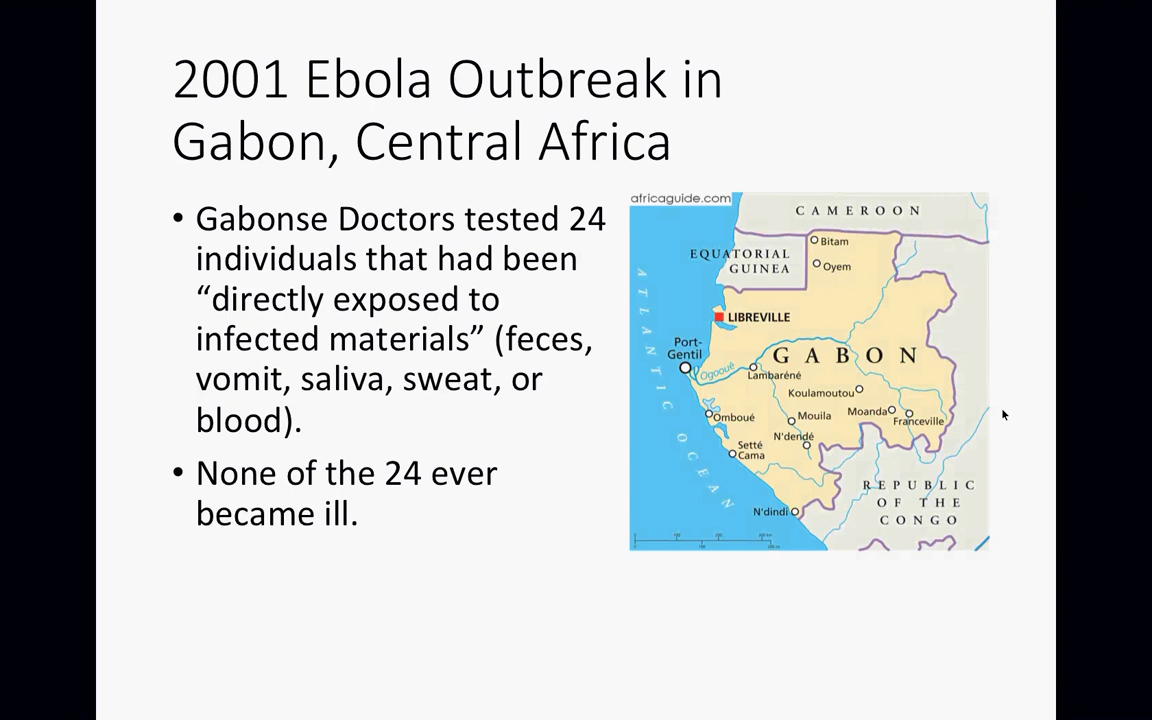 2001 Ebola Outbreak in
Gabon, Central Africa
• Gabonse Doctors tested 24
individuals that had been
“directly exposed to
infected materials” (feces,
vomit, saliva, sweat, or
blood).
• None of the 24 ever
became ill.
africaguide.com
CAMEROON
Bitam
EQUATORIAL
GUINEA
Oyem
LIBREVILLE
Port-
Gentil
GABON
Ogooué
Lambaréné
Koulamoutou
Moanda
Franceville
Omboué
Mouila
N'dendé
Setté
Cama
ATLANTIC OCEAN
REPUBLIC
OF THE
CONGO
N'dindi